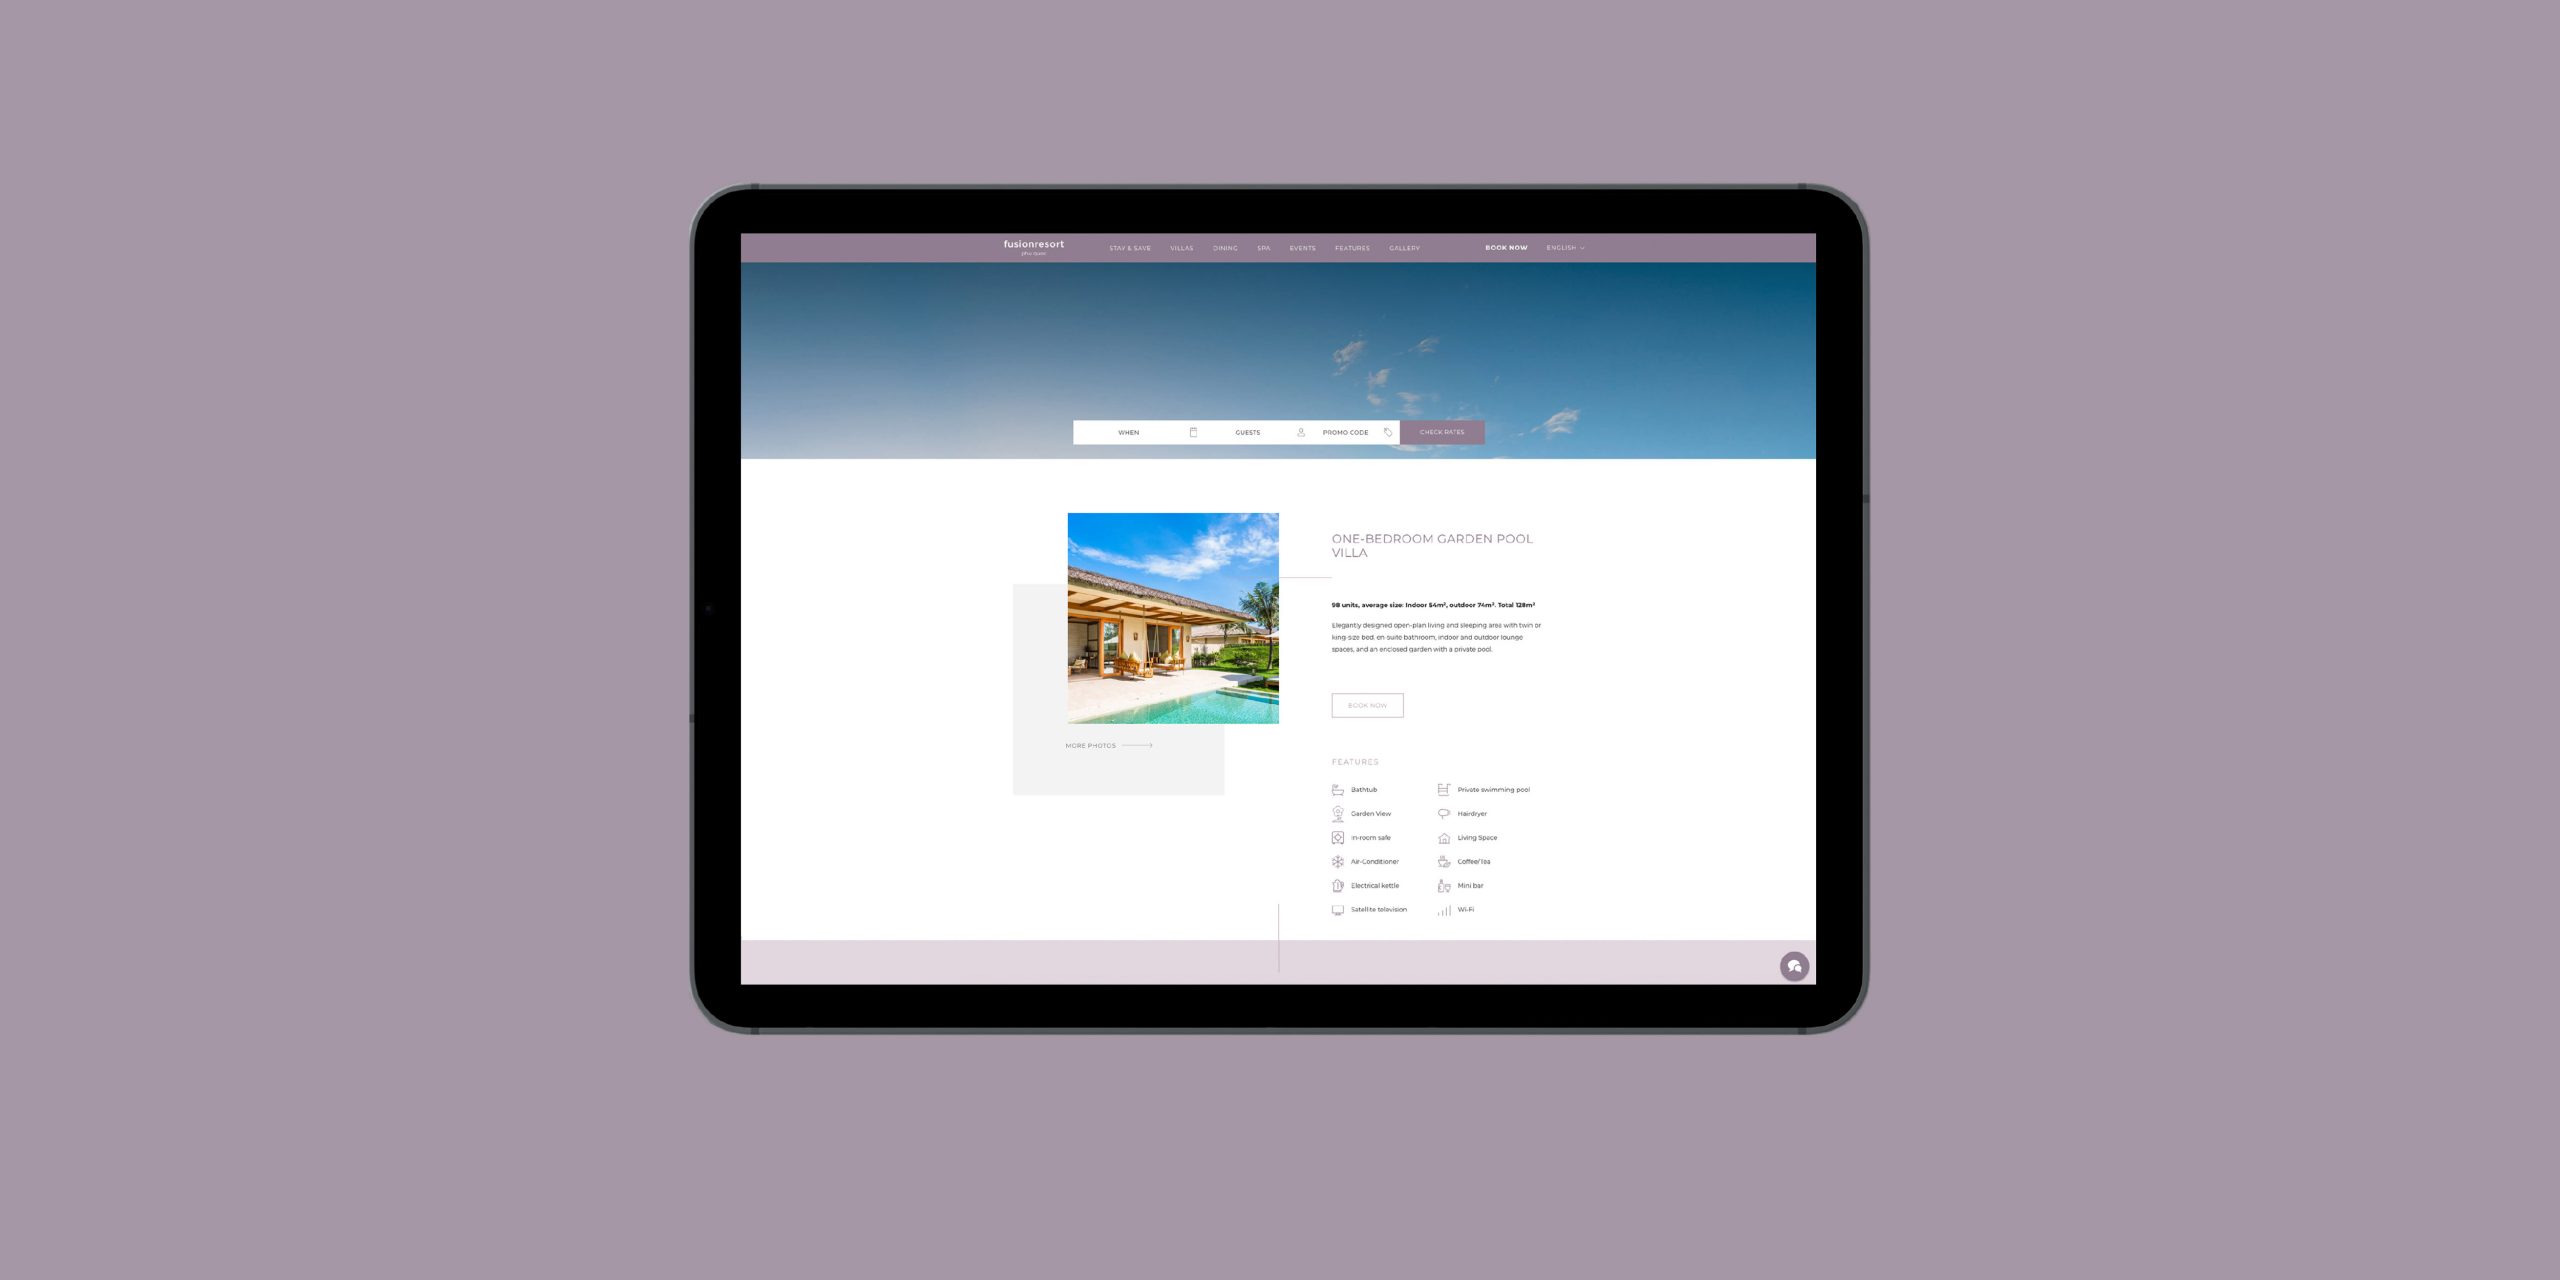 fusionresort
phu quoc
STAY & SAVE VILLAS DINING SPA EVENTS FEATURES GALLERY BOOK NOW ENGLISH
WHEN GUESTS PROMO CODE CHECK RATES
ONE-BEDROOM GARDEN POOL
VILLA
98 units, average size: Indoor 54m², outdoor 74m². Total 128m²
Elegantly designed open-plan living and sleeping area with twin or
king-size bed, en-suite bathroom, indoor and outdoor lounge
spaces, and an enclosed garden with a private pool.
BOOK NOW
MORE PHOTOS
FEATURES
Bathtub Private swimming pool
Garden View Hairdryer
In-room safe Living Space
Air-Conditioner Coffee/Tea
Electrical kettle Mini bar
Satellite television Wi-Fi